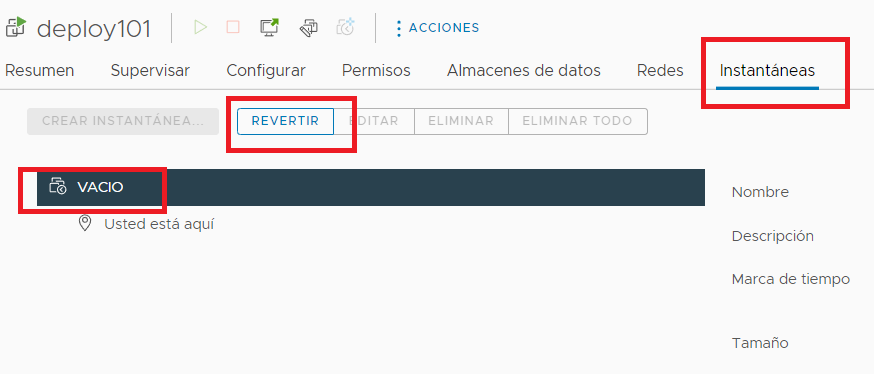 deploy101
ACCIONES
Resumen Supervisar Configurar Permisos Almacenes de datos Redes Instantáneas
CREAR INSTANTÁNEA... REVERTIR EDITAR ELIMINAR ELIMINAR TODO
VACIO
Nombre
Usted está aquí
Descripción
Marca de tiempo
Tamaño